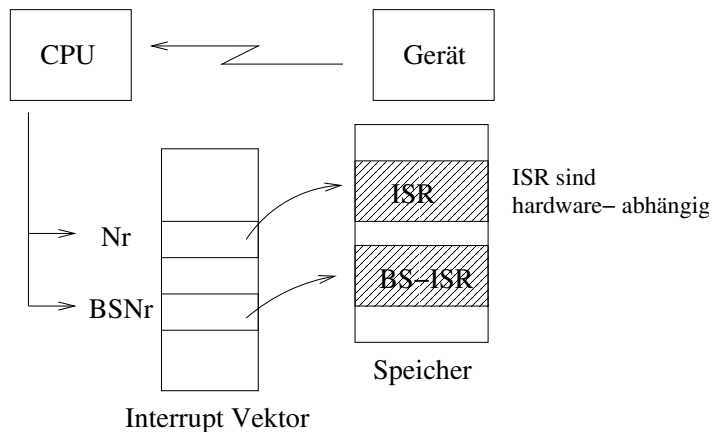 CPU
Gerät
ISR
ISR sind
hardware− abhängig
Nr
BS−ISR
BSNr
Speicher
Interrupt Vektor